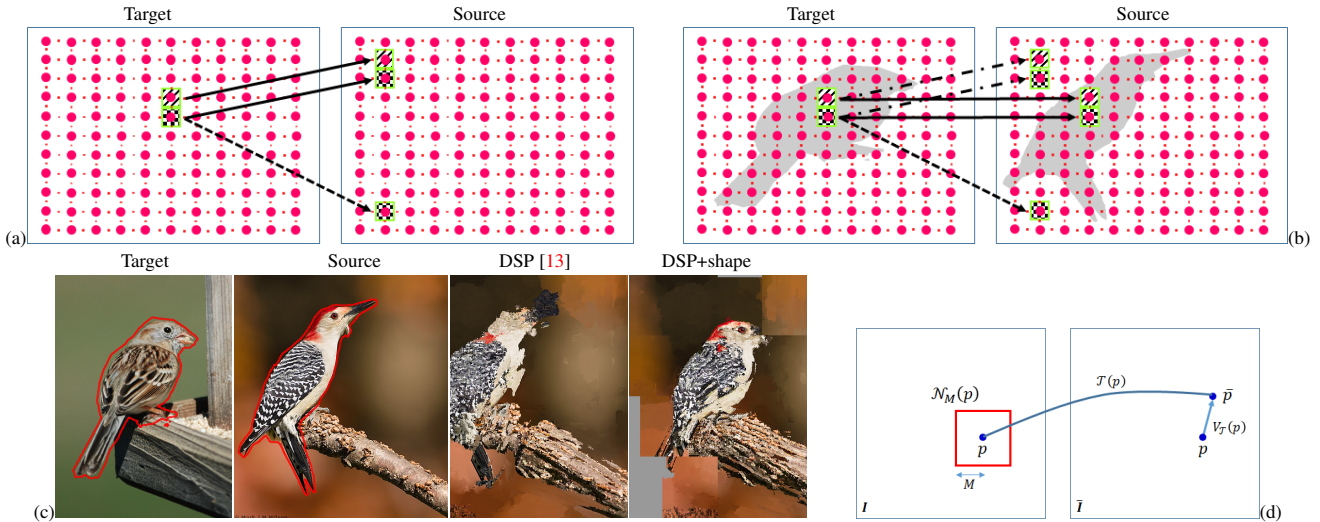 Target
Source
Target
Source
(a)
(b)
Target
Source
DSP [13]
DSP+shape
(c)
𝒩_M(p)
p
M
I
𝒯(p)
p̄
V_𝒯(p)
p
Ī
(d)